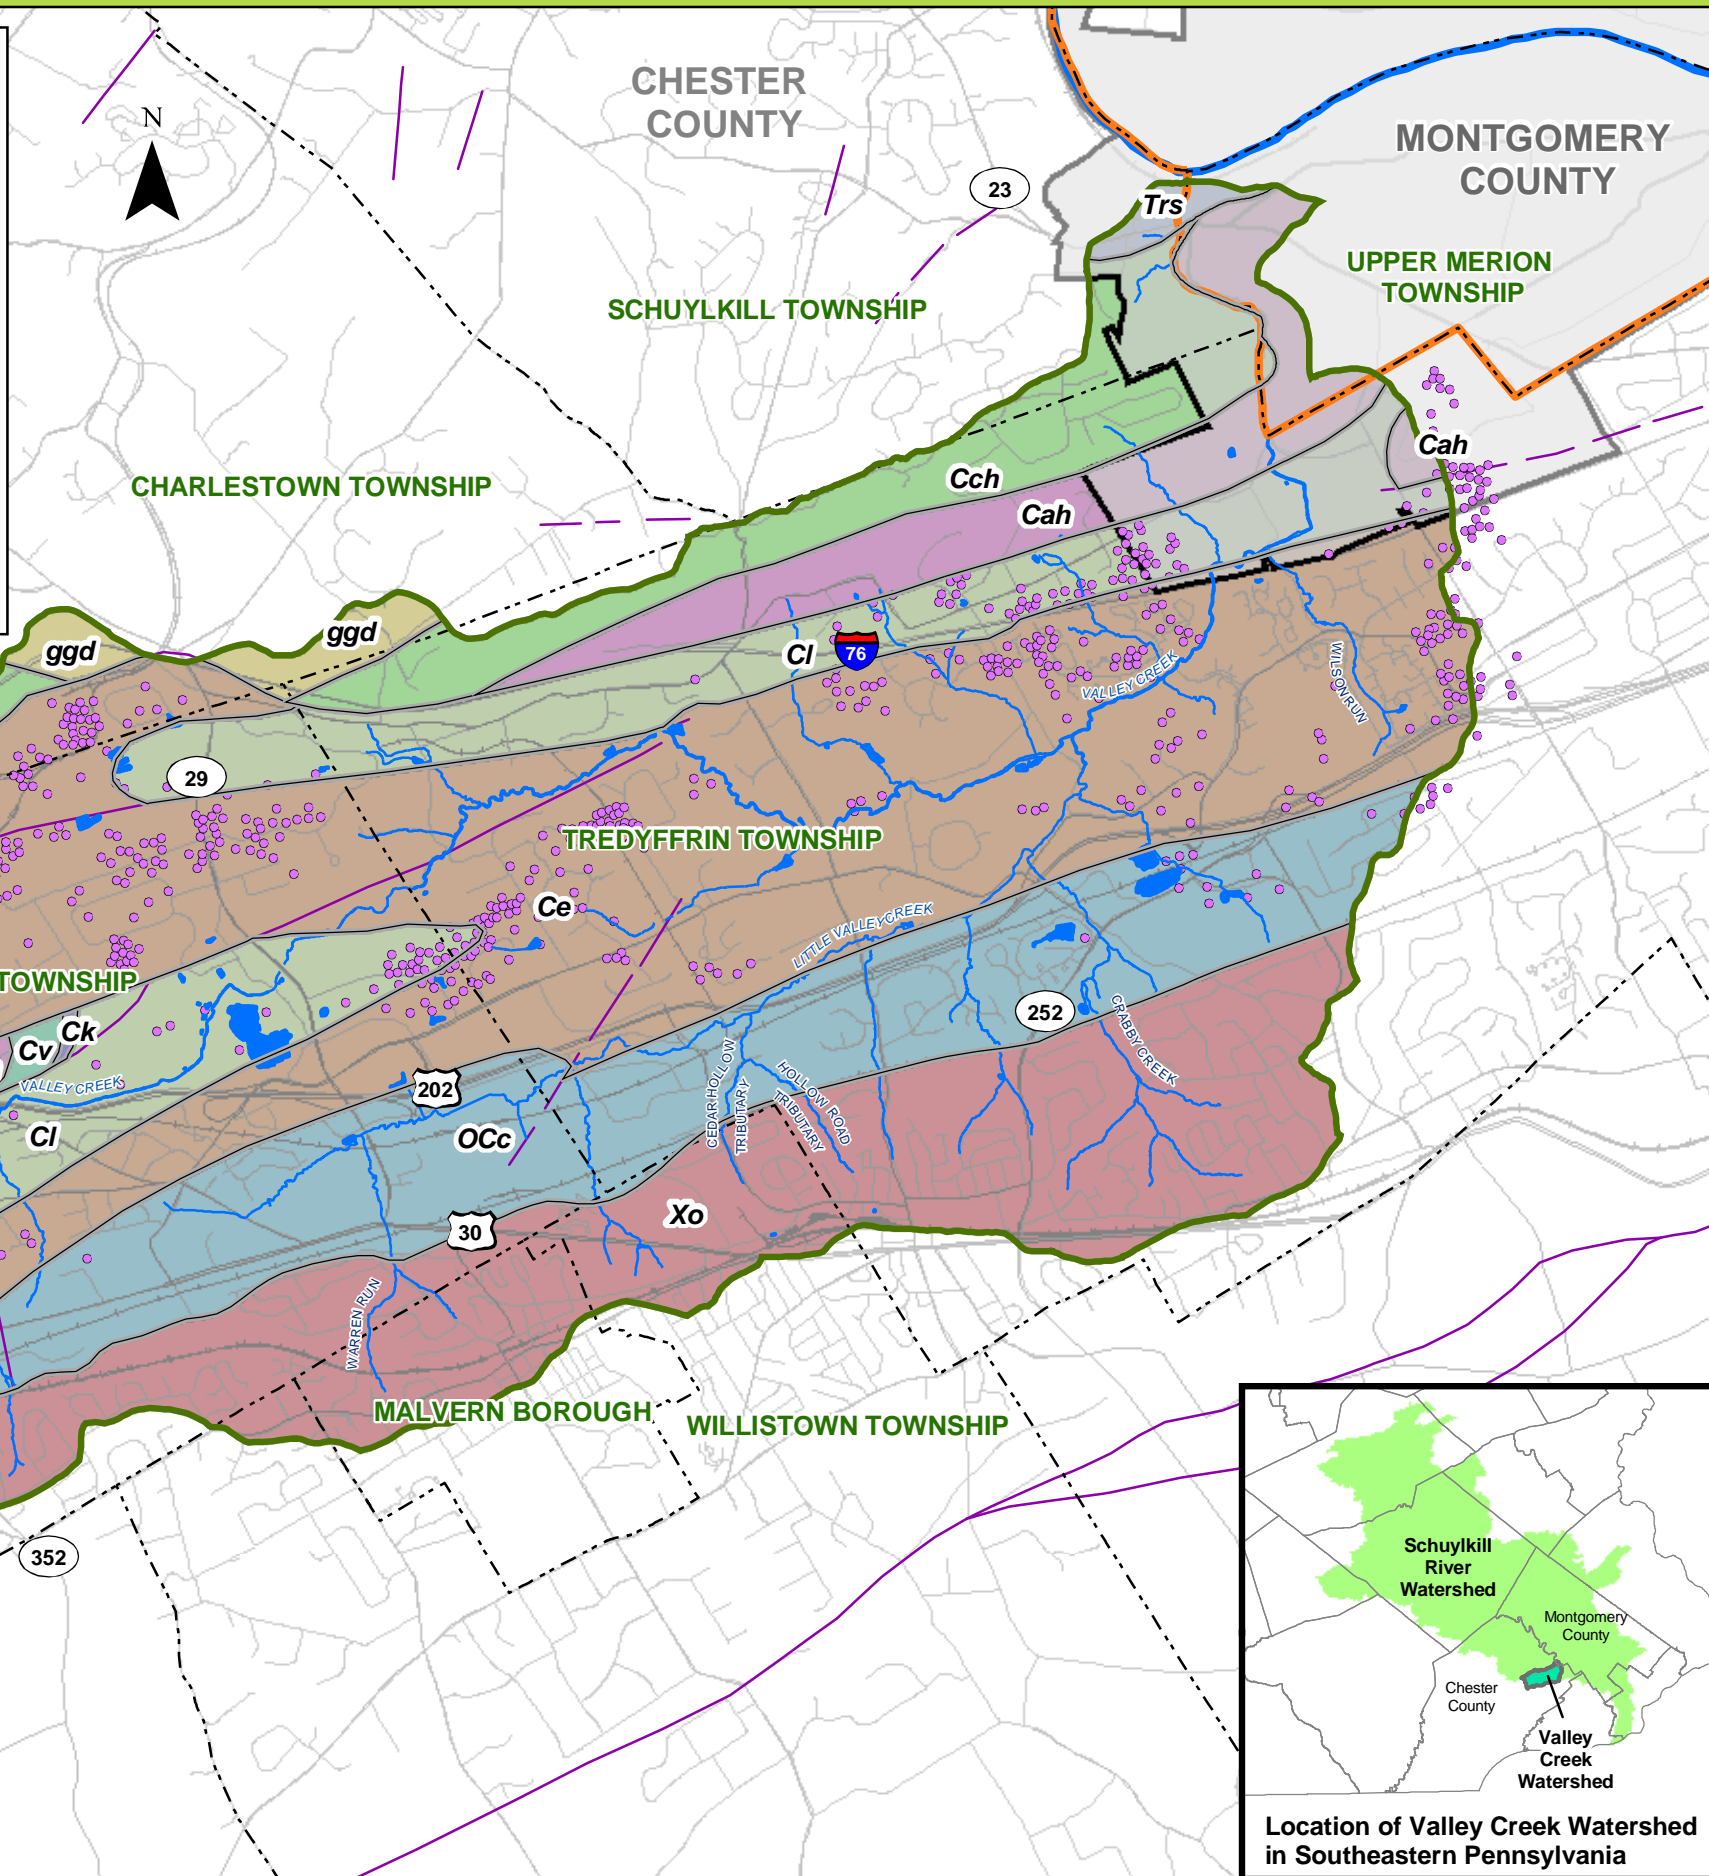 CHESTER
COUNTY
N
MONTGOMERY
COUNTY
23
Trs
UPPER MERION
TOWNSHIP
SCHUYLKILL TOWNSHIP
Cah
CHARLESTOWN TOWNSHIP
Cch
Cah
ggd
ggd
Cl
76
VALLEY CREEK
WILSON RUN
29
TREDYFFRIN TOWNSHIP
Ce
LITTLE VALLEY CREEK
TOWNSHIP
Ck
Cv
252
CRABBY CREEK
VALLEY CREEK
202
CEDAR HOLLOW
TRIBUTARY
HOLLOW ROAD
TRIBUTARY
Cl
OCc
Xo
30
WARREN RUN
MALVERN BOROUGH
WILLISTOWN TOWNSHIP
352
Schuylkill
River
Watershed
Montgomery
County
Chester
County
Valley
Creek
Watershed
Location of Valley Creek Watershed
in Southeastern Pennsylvania